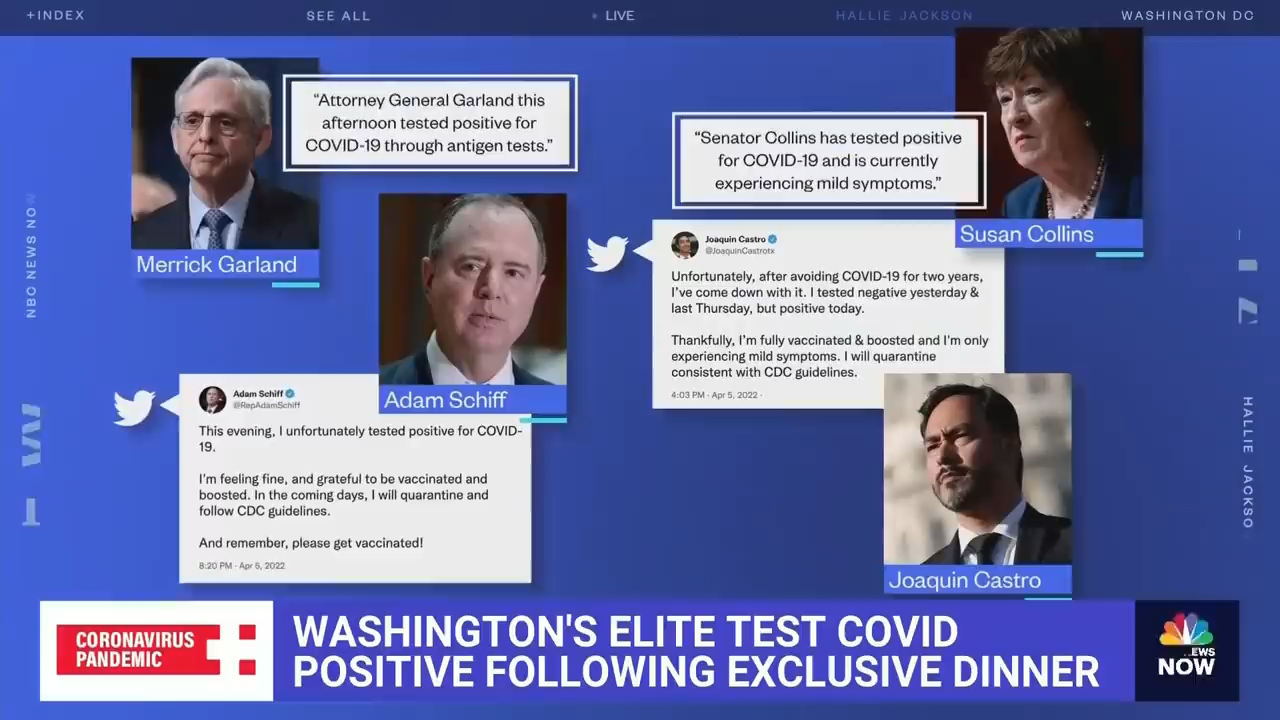 +INDEX
SEE ALL
LIVE
HALLIE JACKSON
WASHINGTON DC
"Attorney General Garland this
afternoon tested positive for
COVID-19 through antigen tests."
Merrick Garland
"Senator Collins has tested positive
for COVID-19 and is currently
experiencing mild symptoms."
Susan Collins
Adam Schiff
Adam Schiff
@RepAdamSchiff
This evening, I unfortunately tested positive for COVID-
19.
I'm feeling fine, and grateful to be vaccinated and
boosted. In the coming days, I will quarantine and
follow CDC guidelines.
And remember, please get vaccinated!
8:20 PM · Apr 5, 2022
Joaquin Castro
@JoaquinCastrotx
Unfortunately, after avoiding COVID-19 for two years,
I've come down with it. I tested negative yesterday &
last Thursday, but positive today.
Thankfully, I'm fully vaccinated & boosted and I'm only
experiencing mild symptoms. I will quarantine
consistent with CDC guidelines.
4:03 PM · Apr 5, 2022 ·
Joaquin Castro
NBC NEWS NOW
HALLIE JACKSO
CORONAVIRUS
PANDEMIC
WASHINGTON'S ELITE TEST COVID
POSITIVE FOLLOWING EXCLUSIVE DINNER
EWS
NOW